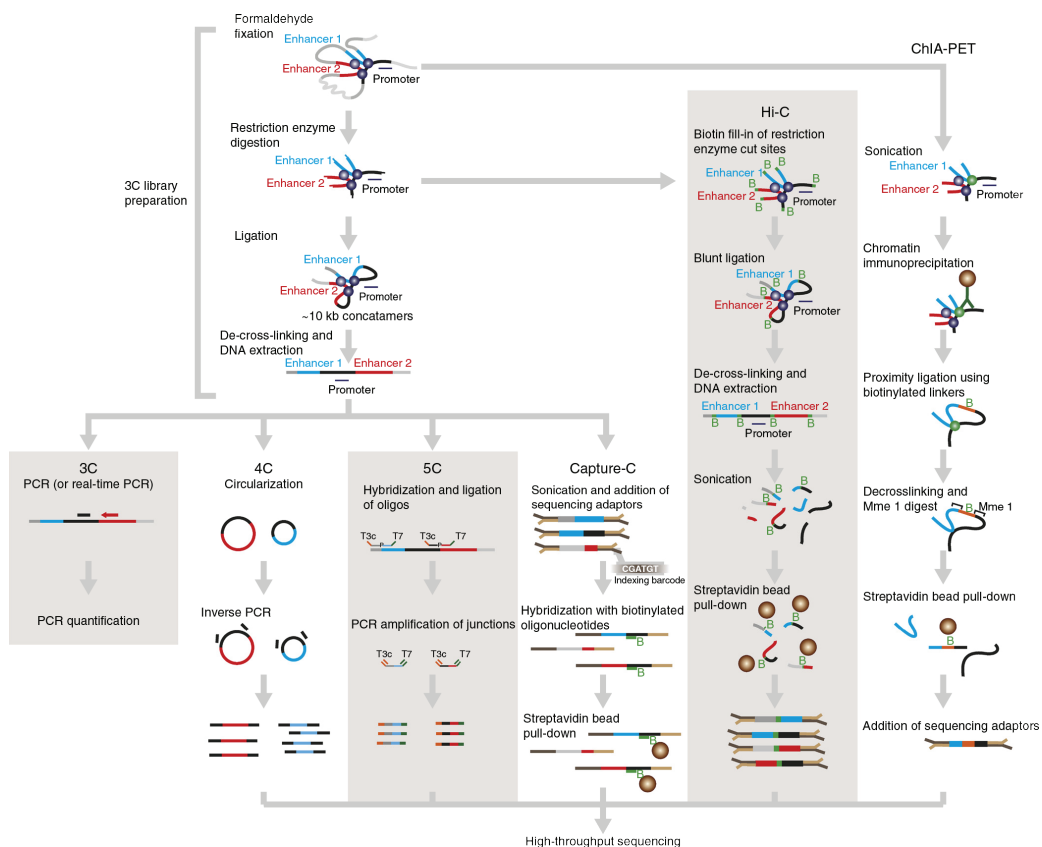 Formaldehyde
fixation
Enhancer 1
Enhancer 2
Promoter
Restriction enzyme
digestion
Enhancer 1
Enhancer 2
Promoter
3C library
preparation
Ligation
Enhancer 1
Enhancer 2
Promoter
~10 kb concatamers
De-cross-linking and
DNA extraction
Enhancer 1 Enhancer 2
Promoter
3C
PCR (or real-time PCR)
PCR quantification
4C
Circularization
Inverse PCR
5C
Hybridization and ligation
of oligos
T3c T7 T3c T7
PCR amplification of junctions
T3c T7 T3c T7
Capture-C
Sonication and addition of
sequencing adaptors
CGATGT
Indexing barcode
Hybridization with biotinylated
oligonucleotides
B
B
Streptavidin bead
pull-down
B
B
Hi-C
Biotin fill-in of restriction
enzyme cut sites
B B
Enhancer 1
B B
Enhancer 2
Promoter
B B
Blunt ligation
Enhancer 1 B
B B
Enhancer 2
Promoter
B
De-cross-linking and
DNA extraction
Enhancer 1 Enhancer 2
B B B B
Promoter
Sonication
B
B
B
B
Streptavidin bead
pull-down
B B
B B
ChIA-PET
Sonication
Enhancer 1
Enhancer 2
Promoter
Chromatin
immunoprecipitation
Proximity ligation using
biotinylated linkers
B
Decrosslinking and
Mme 1 digest B Mme 1
Streptavidin bead pull-down
B
Addition of sequencing adaptors
High-throughput sequencing